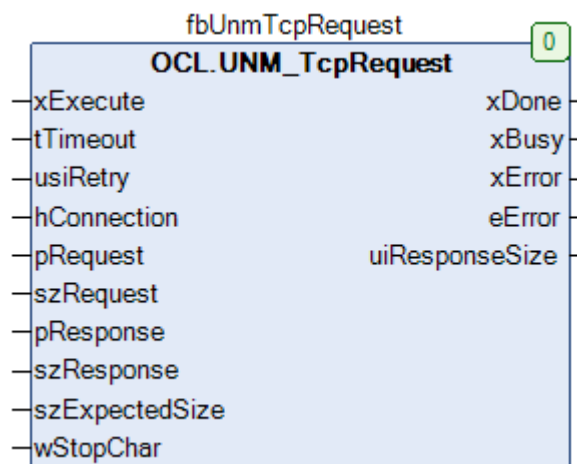 fbUnmTcpRequest
0
OCL.UNM_TcpRequest
xExecute xDone
tTimeout xBusy
usiRetry xError
hConnection eError
pRequest uiResponseSize
szRequest
pResponse
szResponse
szExpectedSize
wStopChar